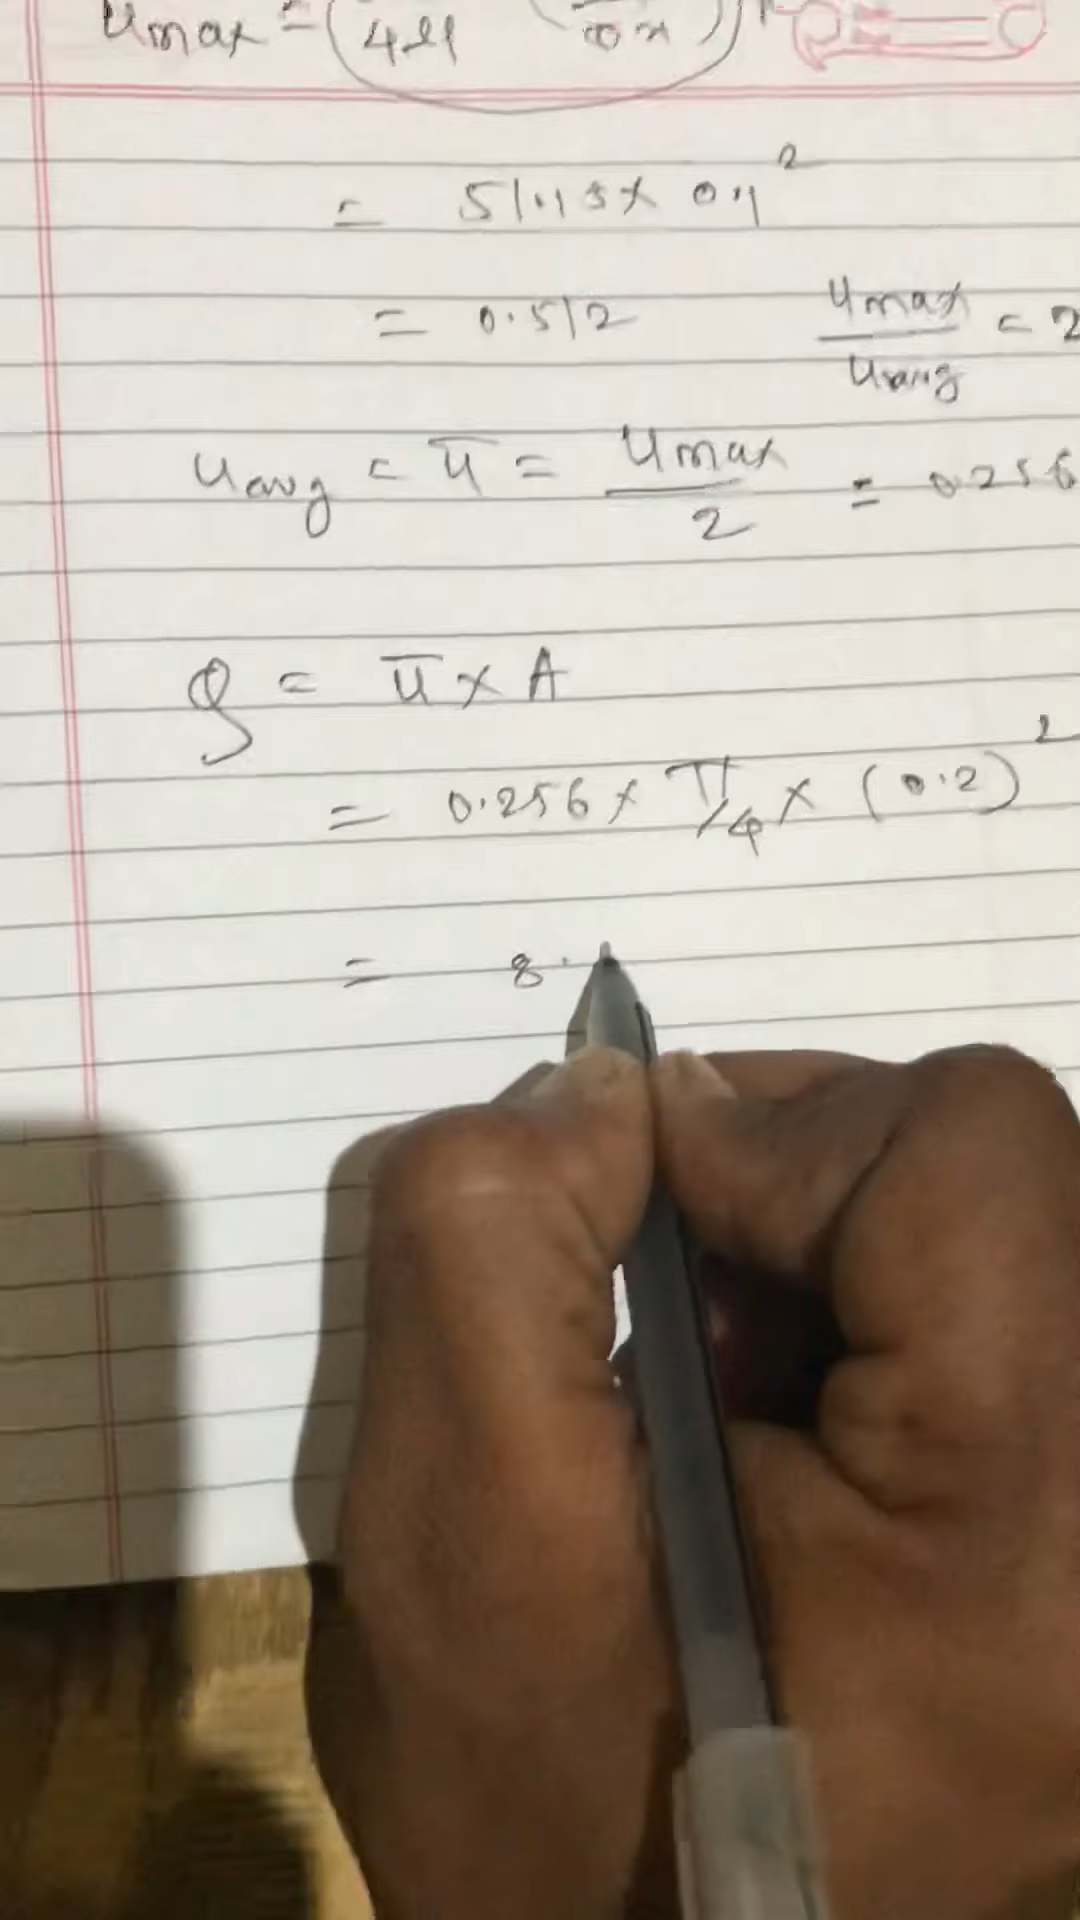 Umax = (1/4μ (-∂p/∂x)) R
= 51.13 × 0.1²
= 0.512
Umax/Uavg = 2
Uavg = ū = Umax/2 = 0.256
Q = ū × A
= 0.256 × π/4 × (0.2)²
= 8.